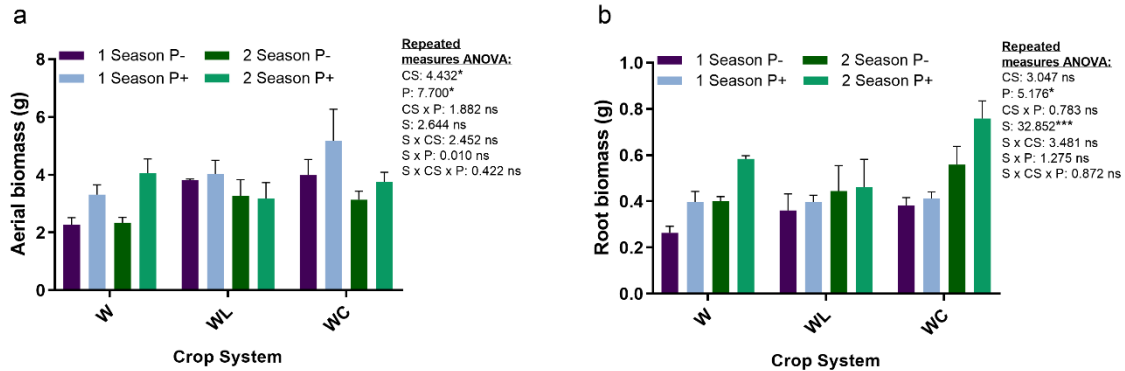 a
Aerial biomass (g)
8
6
4
2
0
1 Season P-
2 Season P-
1 Season P+
2 Season P+
Repeated
measures ANOVA:
CS: 4.432*
P: 7.700*
CS x P: 1.882 ns
S: 2.644 ns
S x CS: 2.452 ns
S x P: 0.010 ns
S x CS x P: 0.422 ns
W
WL
WC
Crop System
b
Root biomass (g)
1.0
0.8
0.6
0.4
0.2
0.0
1 Season P-
2 Season P-
1 Season P+
2 Season P+
Repeated
measures ANOVA:
CS: 3.047 ns
P: 5.176*
CS x P: 0.783 ns
S: 32.852***
S x CS: 3.481 ns
S x P: 1.275 ns
S x CS x P: 0.872 ns
W
WL
WC
Crop System